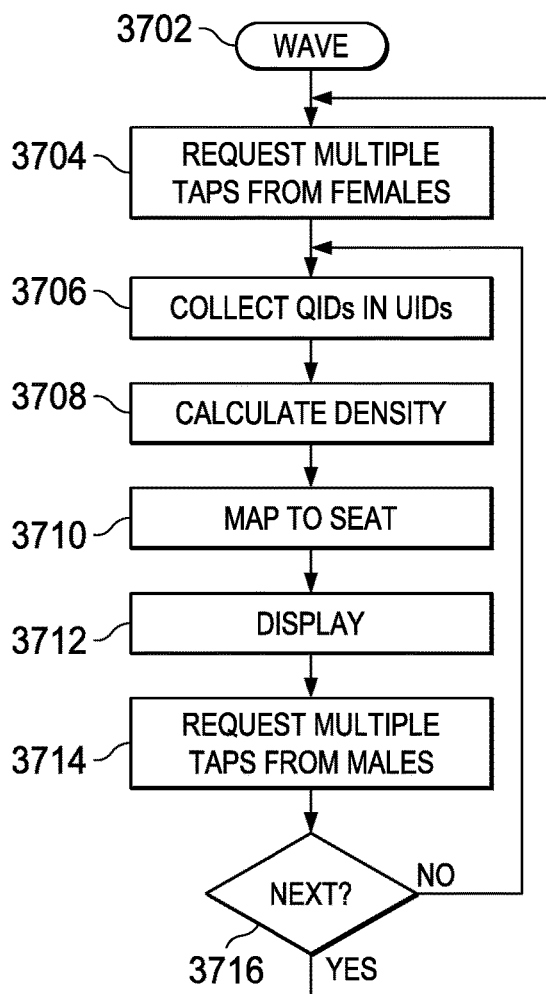 3702
WAVE
3704
REQUEST MULTIPLE
TAPS FROM FEMALES
3706
COLLECT QIDs IN UIDs
3708
CALCULATE DENSITY
3710
MAP TO SEAT
3712
DISPLAY
3714
REQUEST MULTIPLE
TAPS FROM MALES
NEXT?
NO
3716
YES